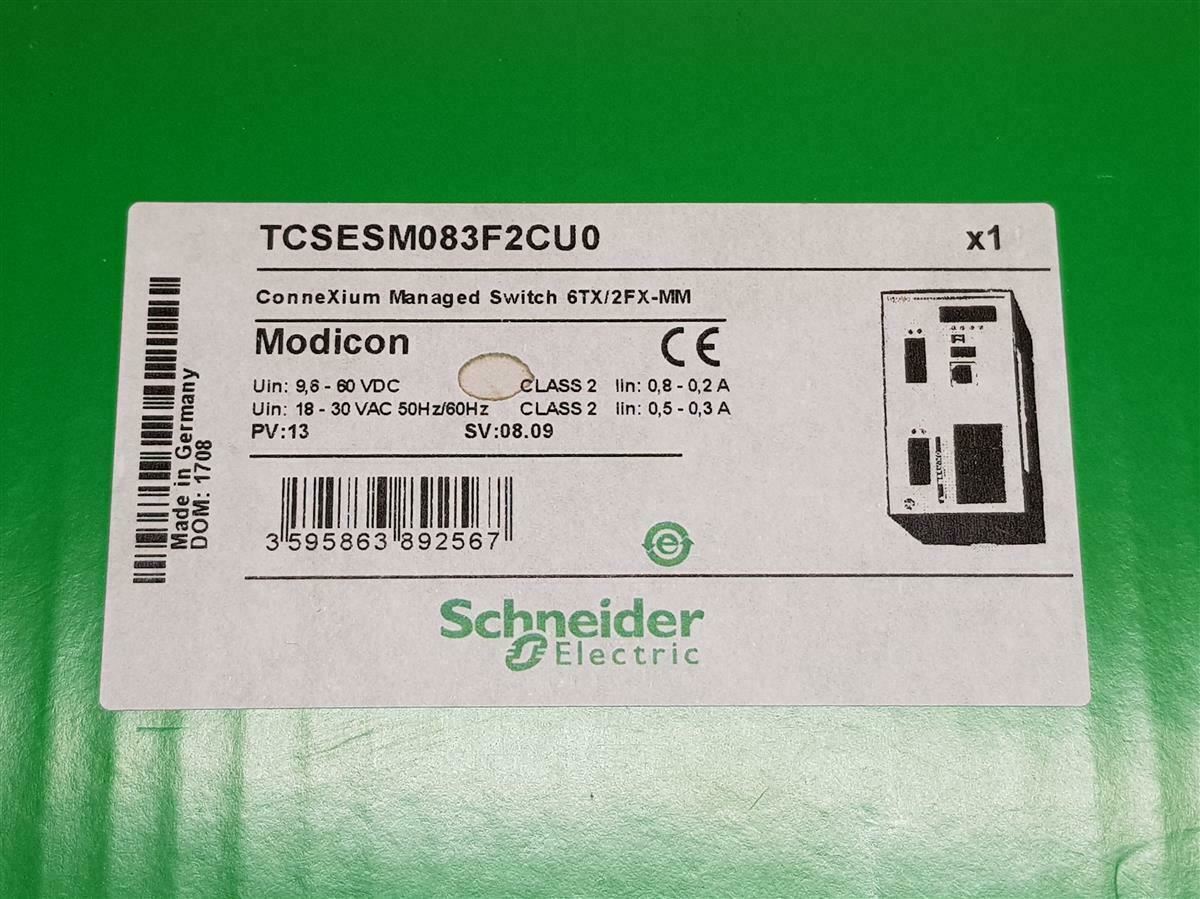 TCSESM083F2CU0 x1
ConneXium Managed Switch 6TX/2FX-MM
Modicon CE
Uin: 9,6 - 60 VDC CLASS 2 Iin: 0,8 - 0,2 A
Uin: 18 - 30 VAC 50Hz/60Hz CLASS 2 Iin: 0,5 - 0,3 A
PV:13 SV:08.09
Made in Germany
DOM: 1708
3 595863 892567
Schneider
Electric